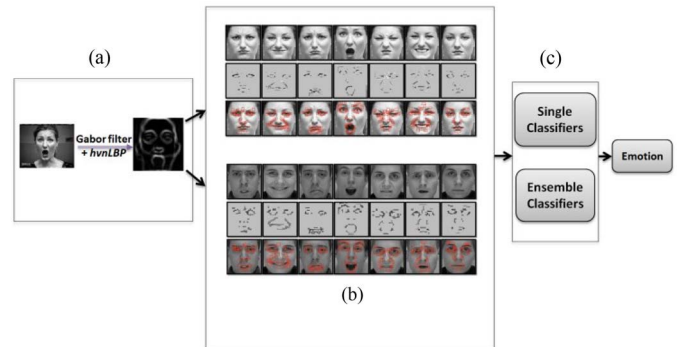 (a)
Gabor filter
+ hvnLBP
(b)
(c)
Single
Classifiers
Ensemble
Classifiers
Emotion